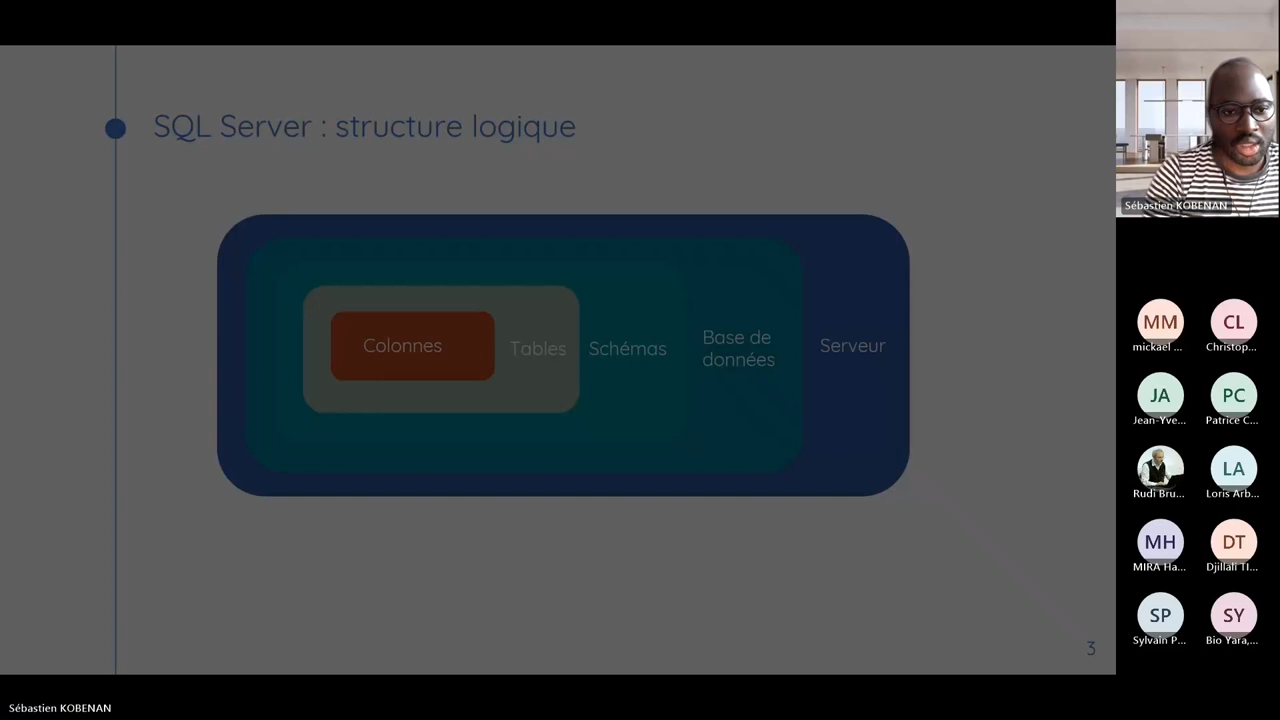 SQL Server : structure logique
Colonnes
Tables
Schémas
Base de
données
Serveur
3
Sébastien KOBENAN
MM
mickael ...
CL
Christop...
JA
Jean-Yve...
PC
Patrice C...
Rudi Bru...
LA
Loris Arb...
MH
MIRA Ha...
DT
Djillali TI...
SP
Sylvain P...
SY
Bio Yara,...
Sébastien KOBENAN